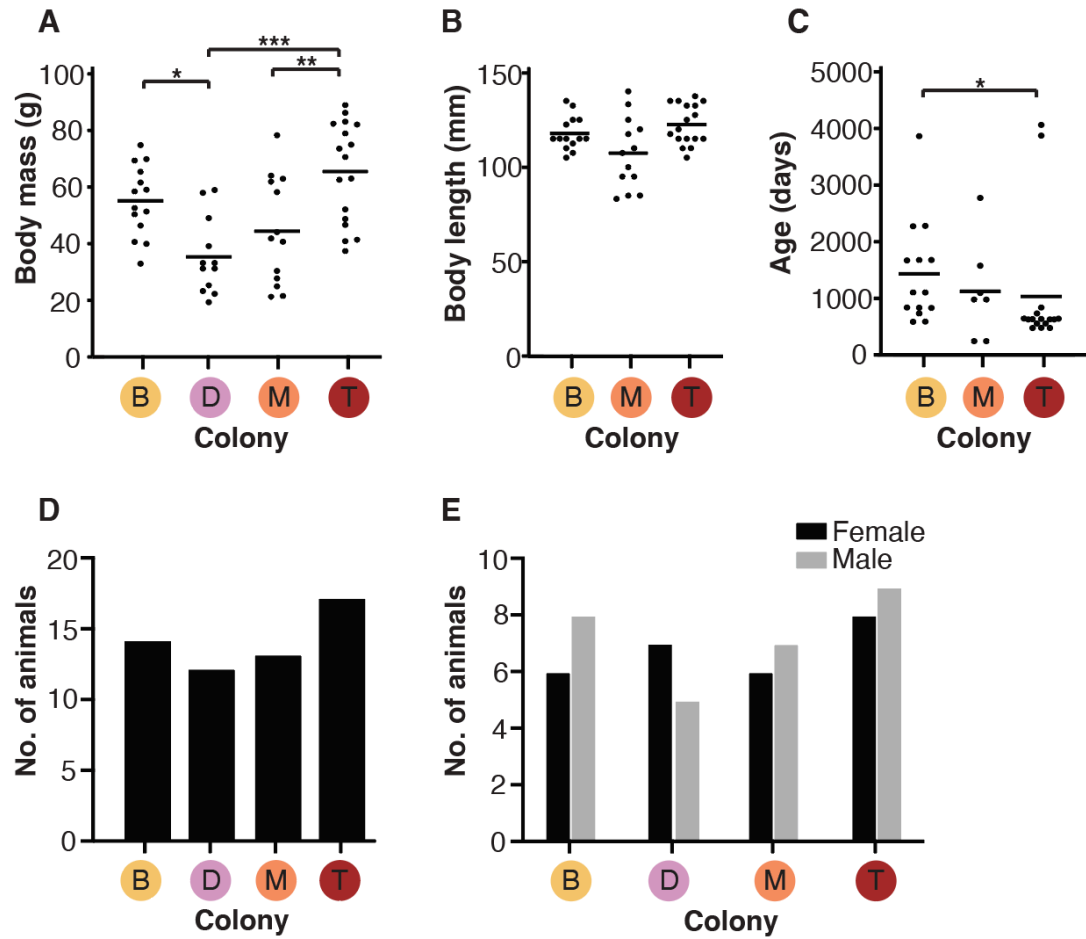 A
Body mass (g)
100
80
60
40
20
0
*
***
**
B D M T
Colony
B
Body length (mm)
150
100
50
0
B M T
Colony
C
Age (days)
5000
4000
3000
2000
1000
0
*
B M T
Colony
D
No. of animals
20
15
10
5
0
B D M T
Colony
E
No. of animals
10
8
6
4
2
0
Female
Male
B D M T
Colony